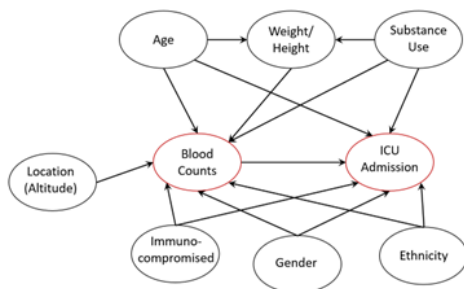 Age
Weight/
Height
Substance
Use
Blood
Counts
ICU
Admission
Location
(Altitude)
Immuno-
compromised
Gender
Ethnicity